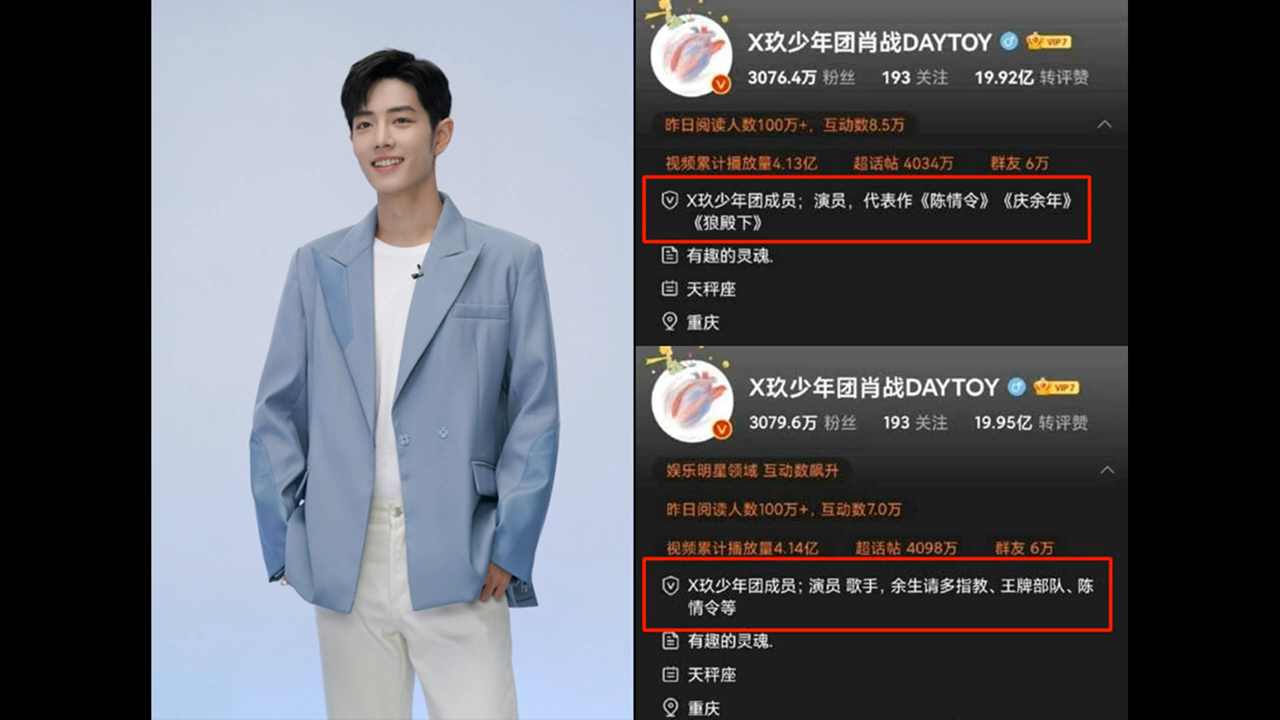 X玖少年团肖战DAYTOY VIP7
3076.4万 粉丝 193 关注 19.92亿 转评赞
昨日阅读人数100万+，互动数8.5万
视频累计播放量4.13亿 超话帖 4034万 群友 6万
X玖少年团成员；演员，代表作《陈情令》《庆余年》
《狼殿下》
有趣的灵魂.
天秤座
重庆
X玖少年团肖战DAYTOY VIP7
3079.6万 粉丝 193 关注 19.95亿 转评赞
娱乐明星领域 互动数飙升
昨日阅读人数100万+，互动数7.0万
视频累计播放量4.14亿 超话帖 4098万 群友 6万
X玖少年团成员；演员 歌手，余生请多指教、王牌部队、陈
情令等
有趣的灵魂.
天秤座
重庆